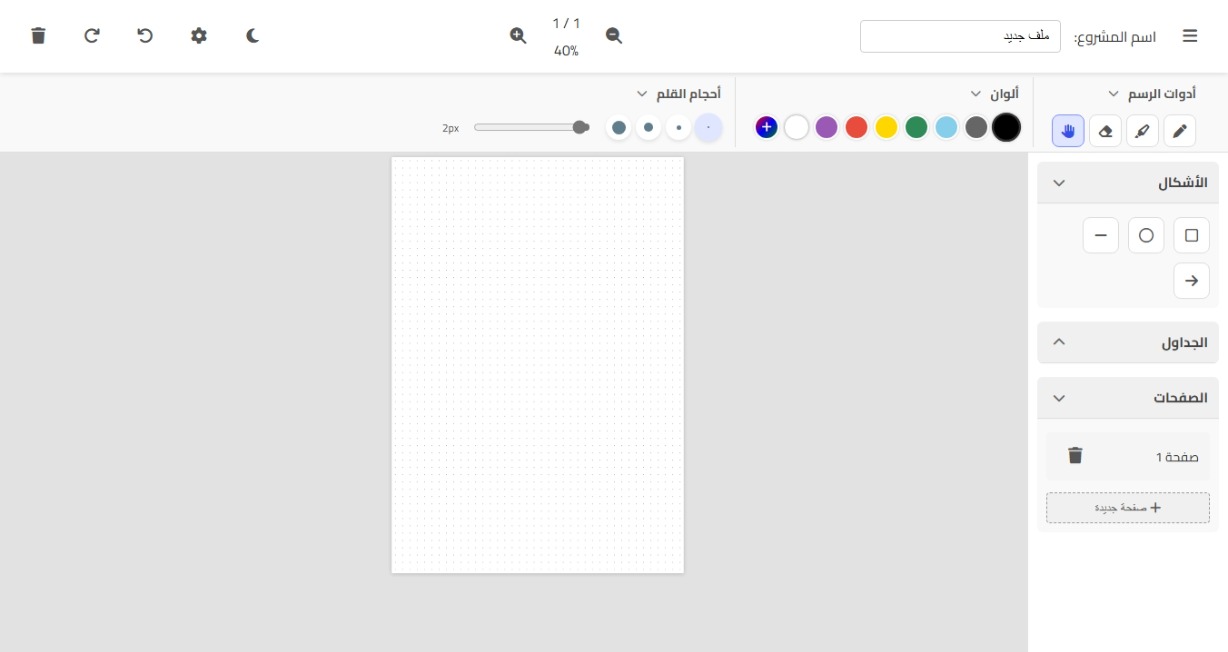 اسم المشروع:
ملف جديد
1 / 1
40%
أدوات الرسم
ألوان
أحجام القلم
2px
الأشكال
الجداول
الصفحات
صفحة 1
+ صفحة جديدة